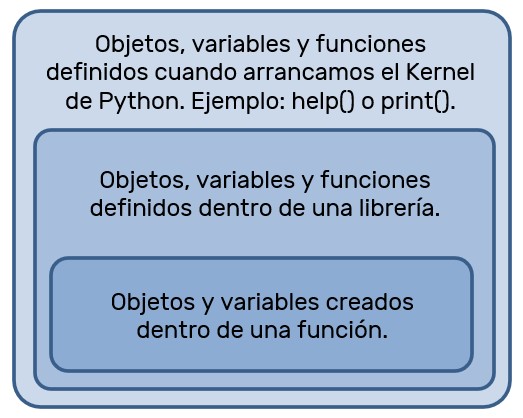 Objetos, variables y funciones
definidos cuando arrancamos el Kernel
de Python. Ejemplo: help() o print().
Objetos, variables y funciones
definidos dentro de una librería.
Objetos y variables creados
dentro de una función.